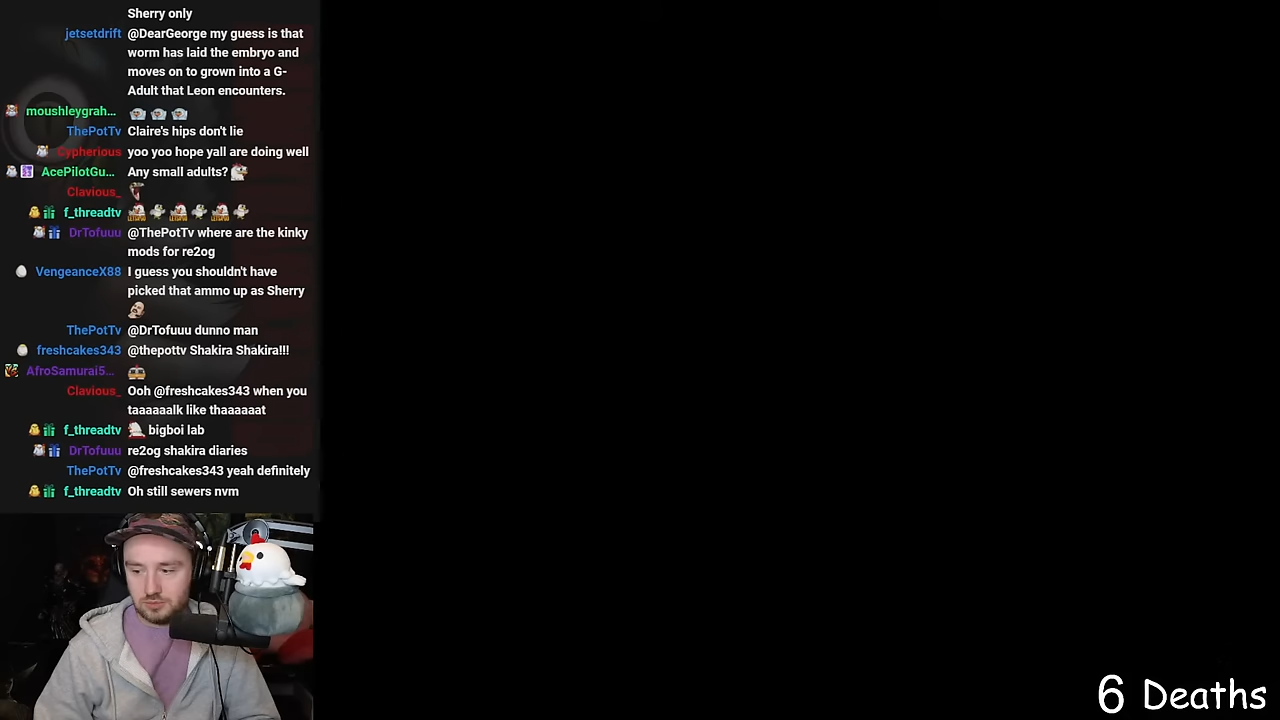 Sherry only
jetsetdrift @DearGeorge my guess is that
worm has laid the embryo and
moves on to grown into a G-
Adult that Leon encounters.
moushleygrah...
ThePotTv Claire's hips don't lie
Cypherious yoo yoo hope yall are doing well
AcePilotGu... Any small adults?
Clavious_
f_threadtv
DrTofuuu @ThePotTv where are the kinky
mods for re2og
VengeanceX88 I guess you shouldn't have
picked that ammo up as Sherry
ThePotTv @DrTofuuu dunno man
freshcakes343 @thepottv Shakira Shakira!!!
AfroSamurai5...
Clavious_ Ooh @freshcakes343 when you
taaaaaalk like thaaaaaat
f_threadtv bigboi lab
DrTofuuu re2og shakira diaries
ThePotTv @freshcakes343 yeah definitely
f_threadtv Oh still sewers nvm
6 Deaths